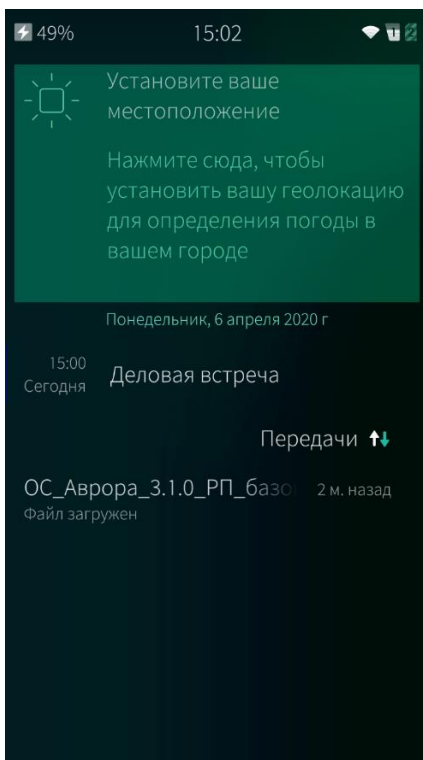 49% 15:02
Установите ваше
местоположение
Нажмите сюда, чтобы
установить вашу геолокацию
для определения погоды в
вашем городе
Понедельник, 6 апреля 2020 г
15:00
Сегодня
Деловая встреча
Передачи
ОС_Аврора_3.1.0_РП_базо 2 м. назад
Файл загружен